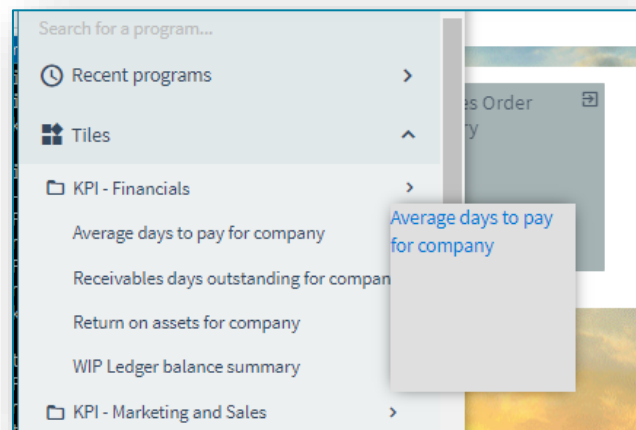 Search for a program...
Recent programs
Tiles
KPI - Financials
Average days to pay for company
Receivables days outstanding for compan
Return on assets for company
WIP Ledger balance summary
KPI - Marketing and Sales
es Order
ry
Average days to pay
for company